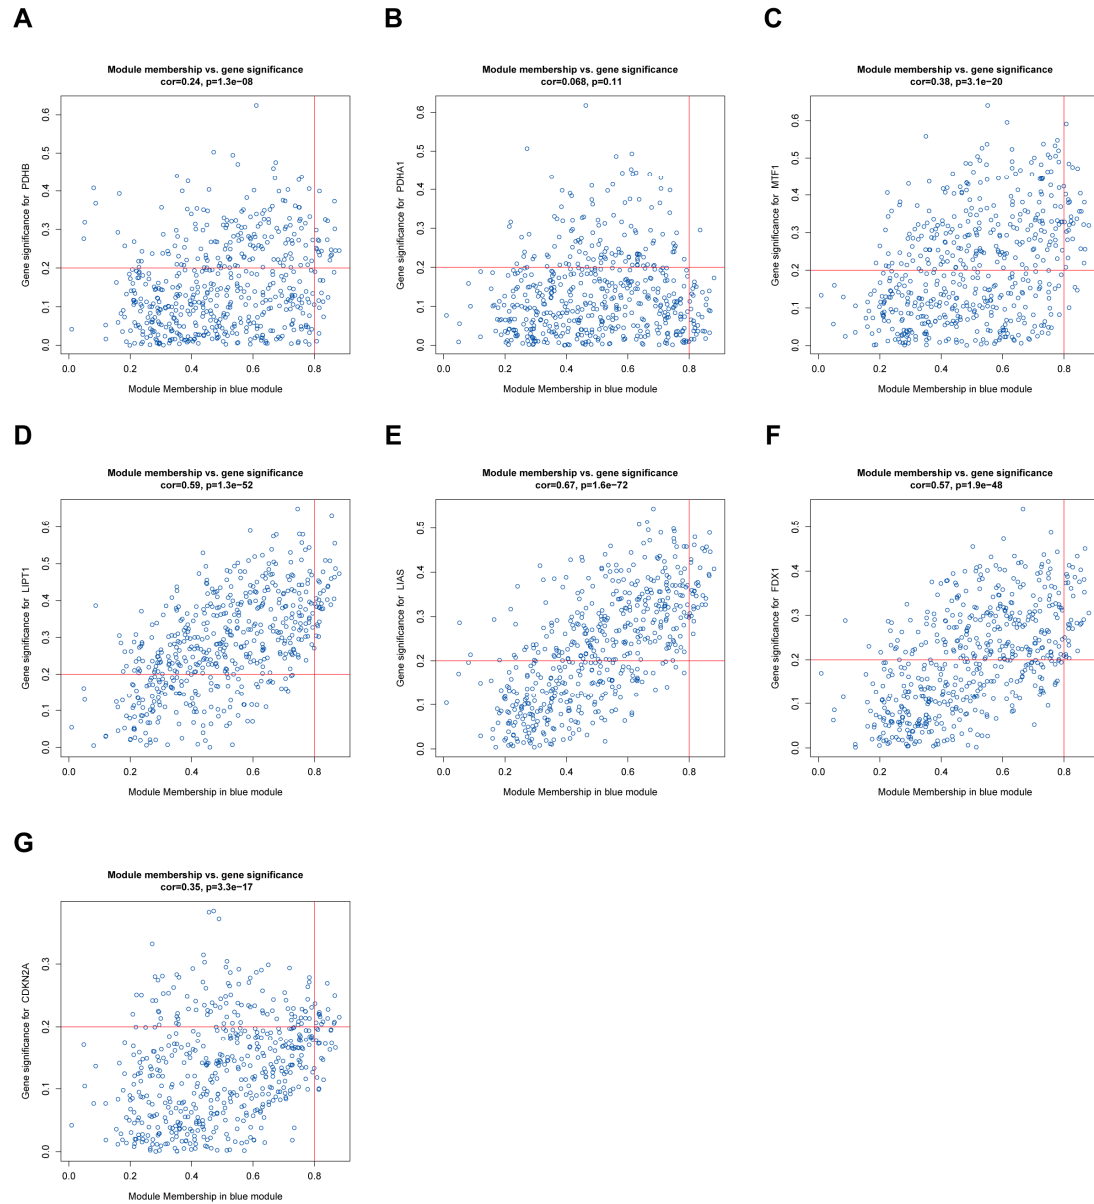 A
B
C
Module membership vs. gene significance
cor=0.24, p=1.3e−08
Gene significance for PDHB
0.0
0.1
0.2
0.3
0.4
0.5
0.6
0.0
0.2
0.4
0.6
0.8
Module Membership in blue module
Module membership vs. gene significance
cor=0.068, p=0.11
Gene significance for PDHA1
0.0
0.1
0.2
0.3
0.4
0.5
0.6
0.0
0.2
0.4
0.6
0.8
Module Membership in blue module
Module membership vs. gene significance
cor=0.38, p=3.1e−20
Gene significance for MTF1
0.0
0.1
0.2
0.3
0.4
0.5
0.6
0.0
0.2
0.4
0.6
0.8
Module Membership in blue module
D
E
F
Module membership vs. gene significance
cor=0.59, p=1.3e−52
Gene significance for LIPT1
0.0
0.1
0.2
0.3
0.4
0.5
0.6
0.0
0.2
0.4
0.6
0.8
Module Membership in blue module
Module membership vs. gene significance
cor=0.67, p=1.6e−72
Gene significance for LIAS
0.0
0.1
0.2
0.3
0.4
0.5
0.0
0.2
0.4
0.6
0.8
Module Membership in blue module
Module membership vs. gene significance
cor=0.57, p=1.9e−48
Gene significance for FDX1
0.0
0.1
0.2
0.3
0.4
0.5
0.0
0.2
0.4
0.6
0.8
Module Membership in blue module
G
Module membership vs. gene significance
cor=0.35, p=3.3e−17
Gene significance for CDKN2A
0.0
0.1
0.2
0.3
0.0
0.2
0.4
0.6
0.8
Module Membership in blue module